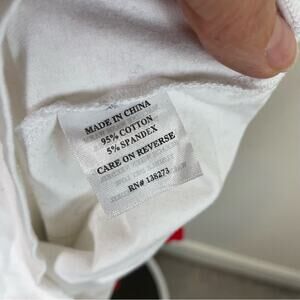 MADE IN CHINA
95% COTTON
5% SPANDEX
CARE ON REVERSE
RN# 138273